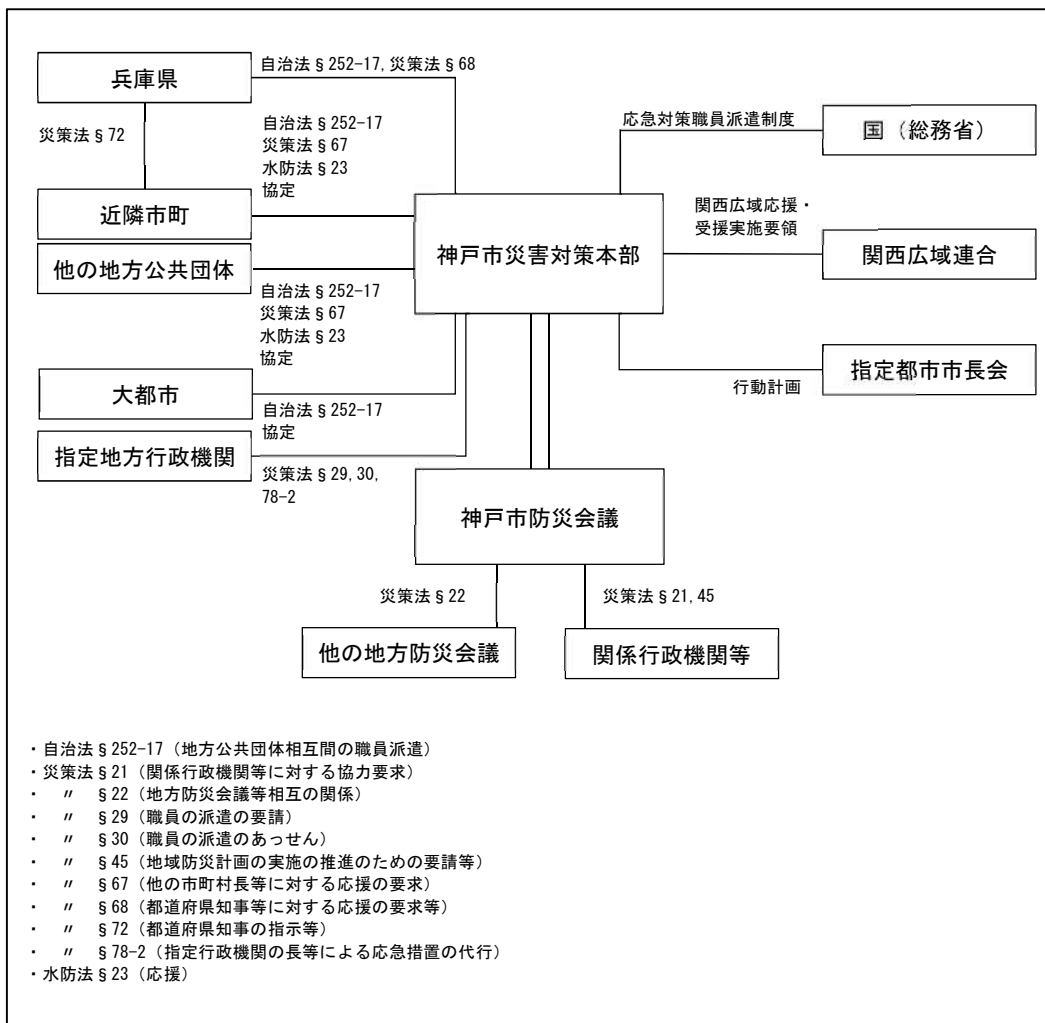 兵庫県
自治法§252-17,災策法§68
災策法§72
自治法§252-17
災策法§67
水防法§23
協定
近隣市町
他の地方公共団体
自治法§252-17
災策法§67
水防法§23
協定
大都市
自治法§252-17
協定
指定地方行政機関
災策法§29,30,
78-2
神戸市災害対策本部
応急対策職員派遣制度
国（総務省）
関西広域応援・
受援実施要領
関西広域連合
指定都市市長会
行動計画
神戸市防災会議
災策法§22
災策法§21,45
他の地方防災会議
関係行政機関等
・自治法§252-17（地方公共団体相互間の職員派遣）
・災策法§21（関係行政機関等に対する協力要求）
・　〃　§22（地方防災会議等相互の関係）
・　〃　§29（職員の派遣の要請）
・　〃　§30（職員の派遣のあっせん）
・　〃　§45（地域防災計画の実施の推進のための要請等）
・　〃　§67（他の市町村長等に対する応援の要求）
・　〃　§68（都道府県知事等に対する応援の要求等）
・　〃　§72（都道府県知事の指示等）
・　〃　§78-2（指定行政機関の長等による応急措置の代行）
・水防法§23（応援）